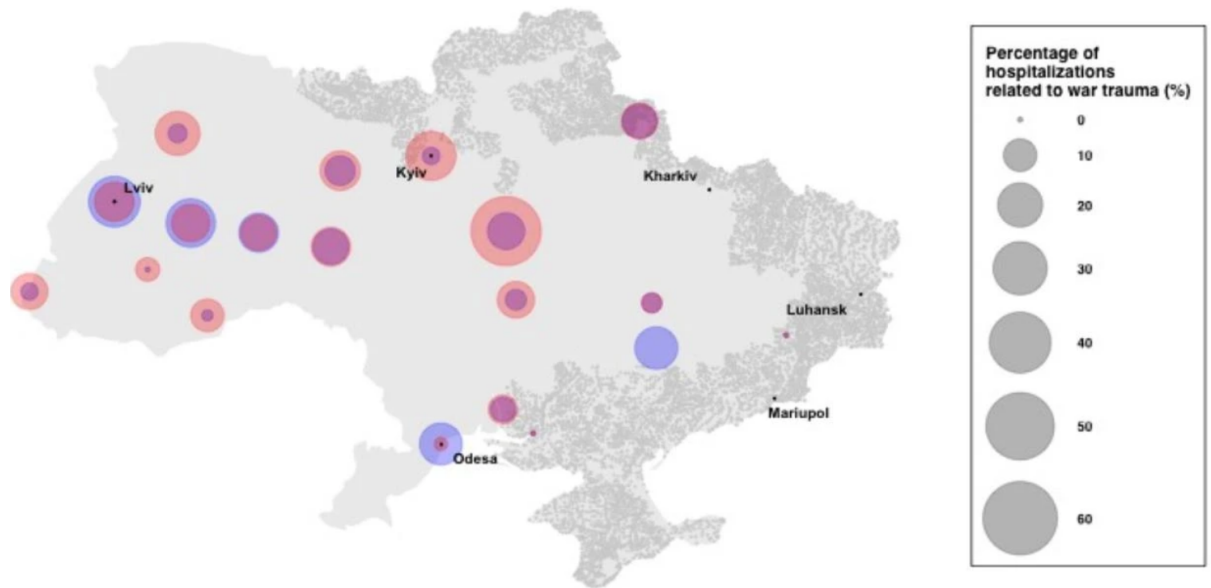 Percentage of
hospitalizations
related to war trauma (%)
0
10
20
30
40
50
60
Lviv
Kyiv
Kharkiv
Luhansk
Mariupol
Odesa